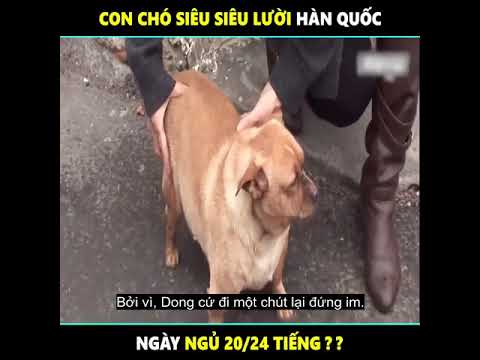 CON CHÓ SIÊU SIÊU LƯỜI HÀN QUỐC
Bởi vì, Dong cứ đi một chút lại đứng im.
NGÀY NGỦ 20/24 TIẾNG ? ?